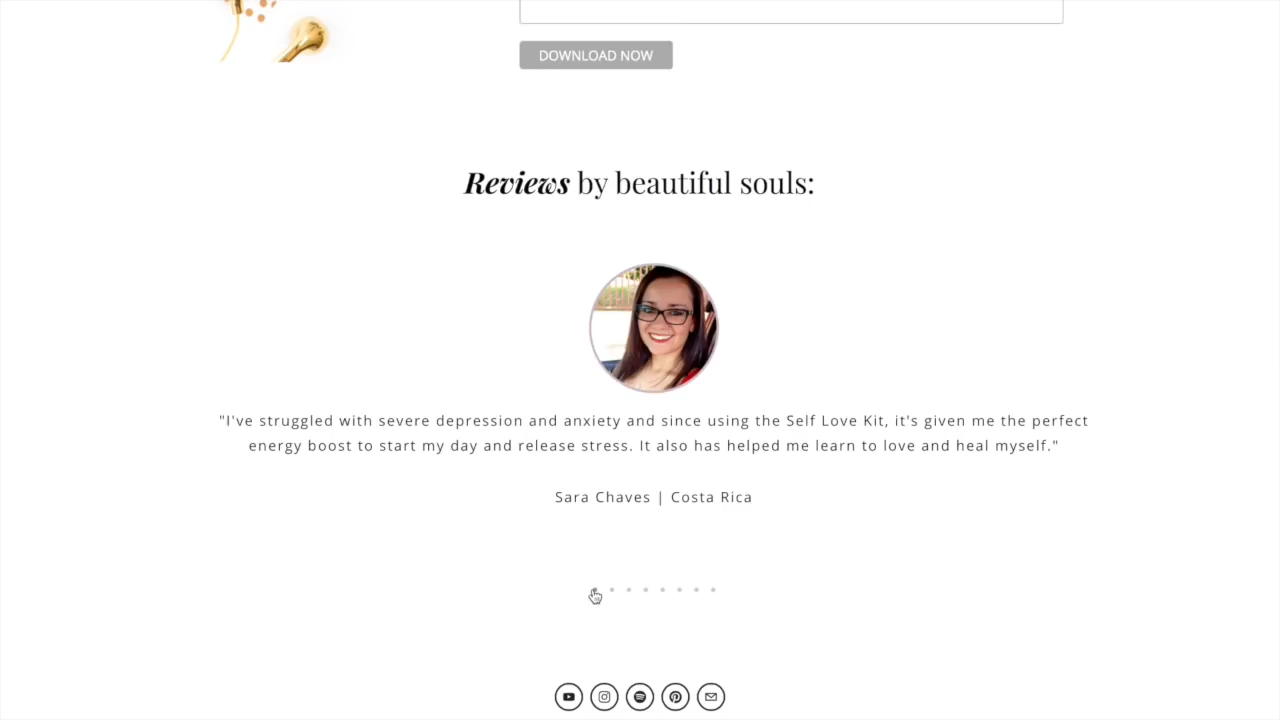 DOWNLOAD NOW
Reviews by beautiful souls:
"I've struggled with severe depression and anxiety and since using the Self Love Kit, it's given me the perfect
energy boost to start my day and release stress. It also has helped me learn to love and heal myself."
Sara Chaves | Costa Rica